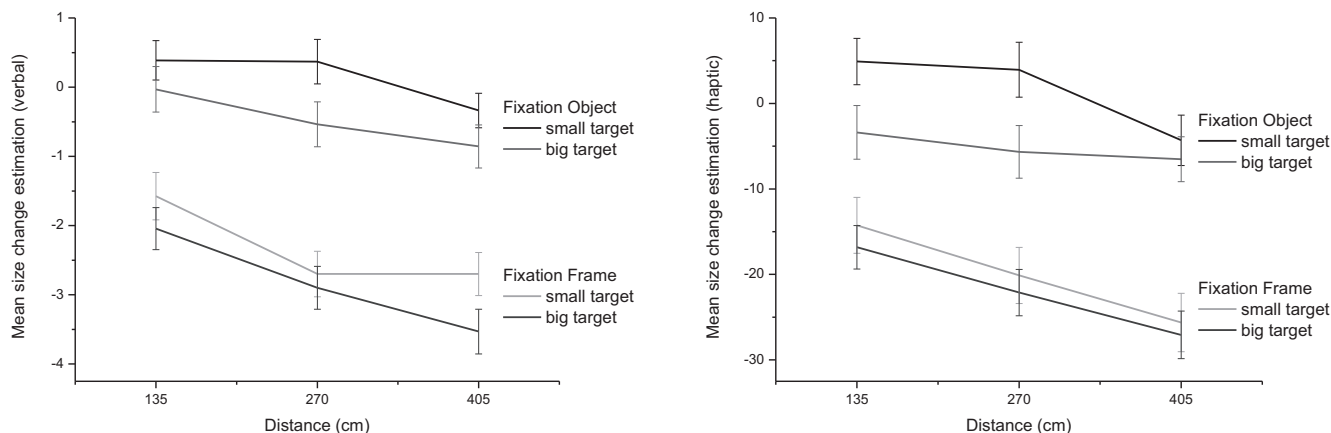 Mean size change estimation (verbal)
1
0
-1
-2
-3
-4
135
270
405
Distance (cm)
Fixation Object
small target
big target
Fixation Frame
small target
big target
Mean size change estimation (haptic)
10
0
-10
-20
-30
135
270
405
Distance (cm)
Fixation Object
small target
big target
Fixation Frame
small target
big target